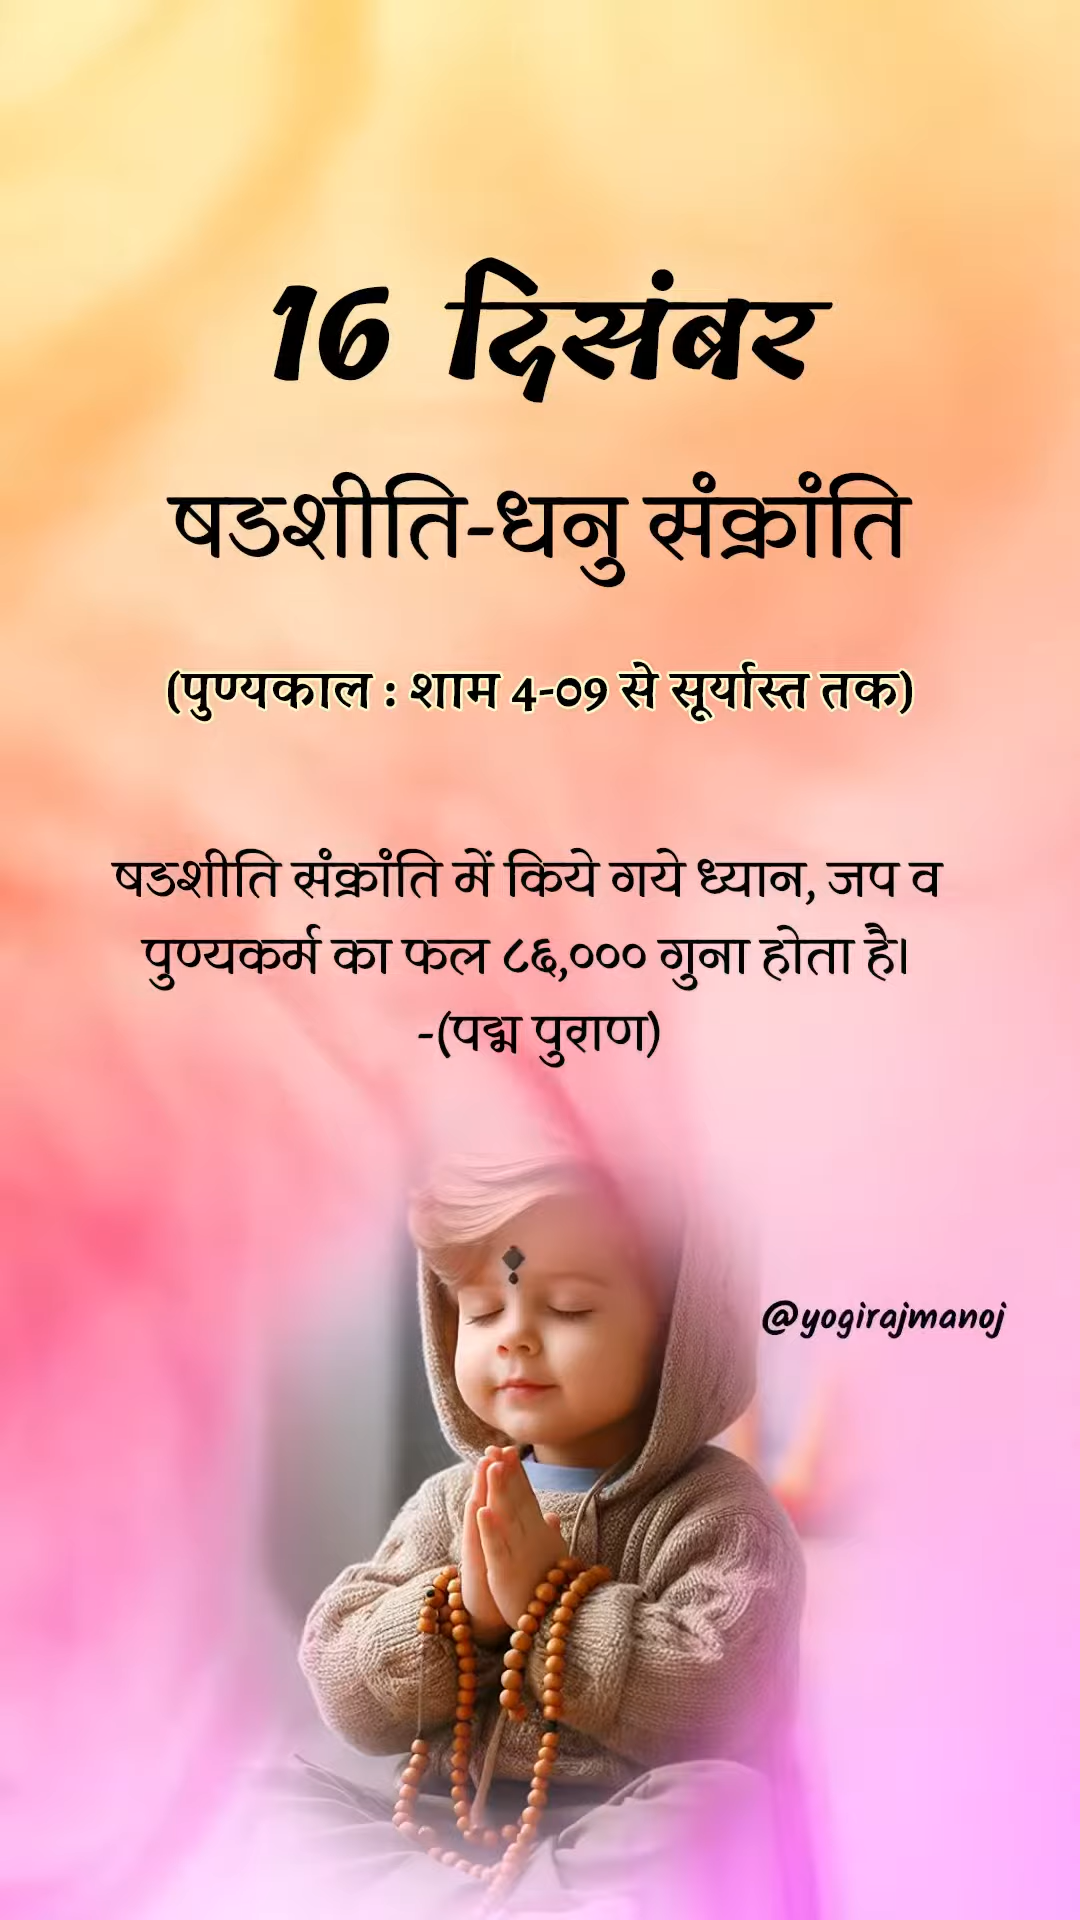 16 दिसंबर
षडशीति-धनु संक्रांति
(पुण्यकाल : शाम 4-09 से सूर्यास्त तक)
षडशीति संक्रांति में किये गये ध्यान, जप व
पुण्यकर्म का फल ८६,००० गुना होता है।
-(पद्म पुराण)
@yogirajmanoj